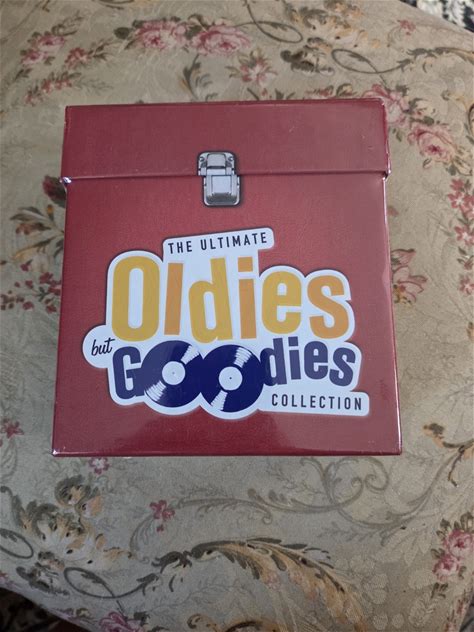 THE ULTIMATE
Oldies
but GOODies
COLLECTION